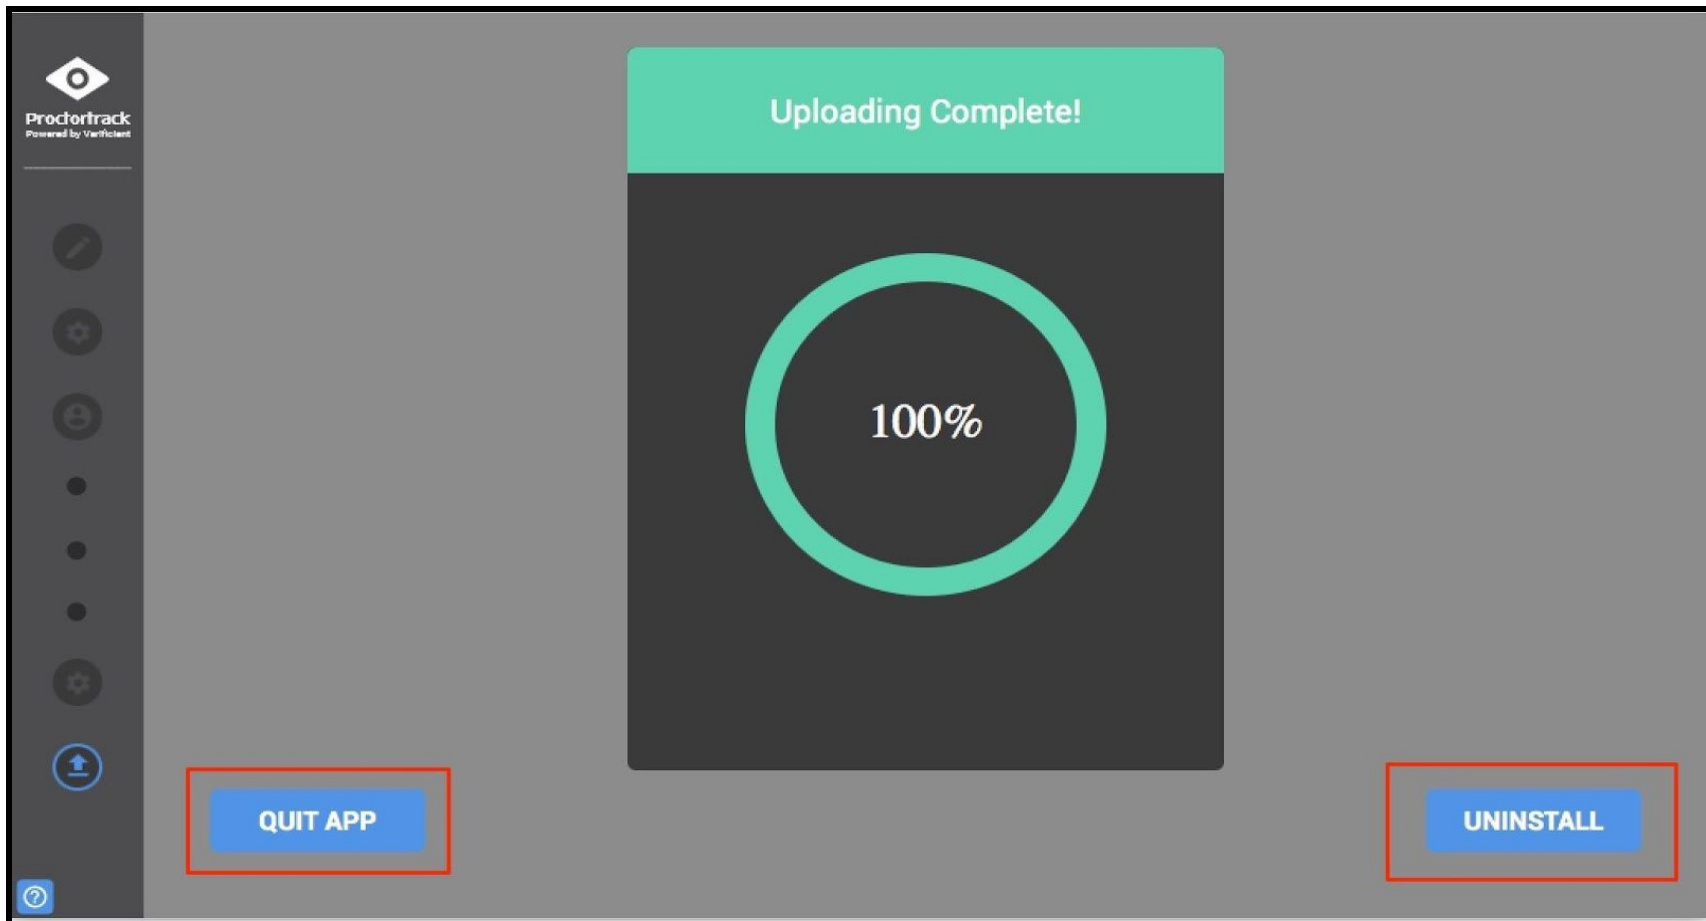 Proctortrack
Powered by Verificient
Uploading Complete!
100%
QUIT APP
UNINSTALL